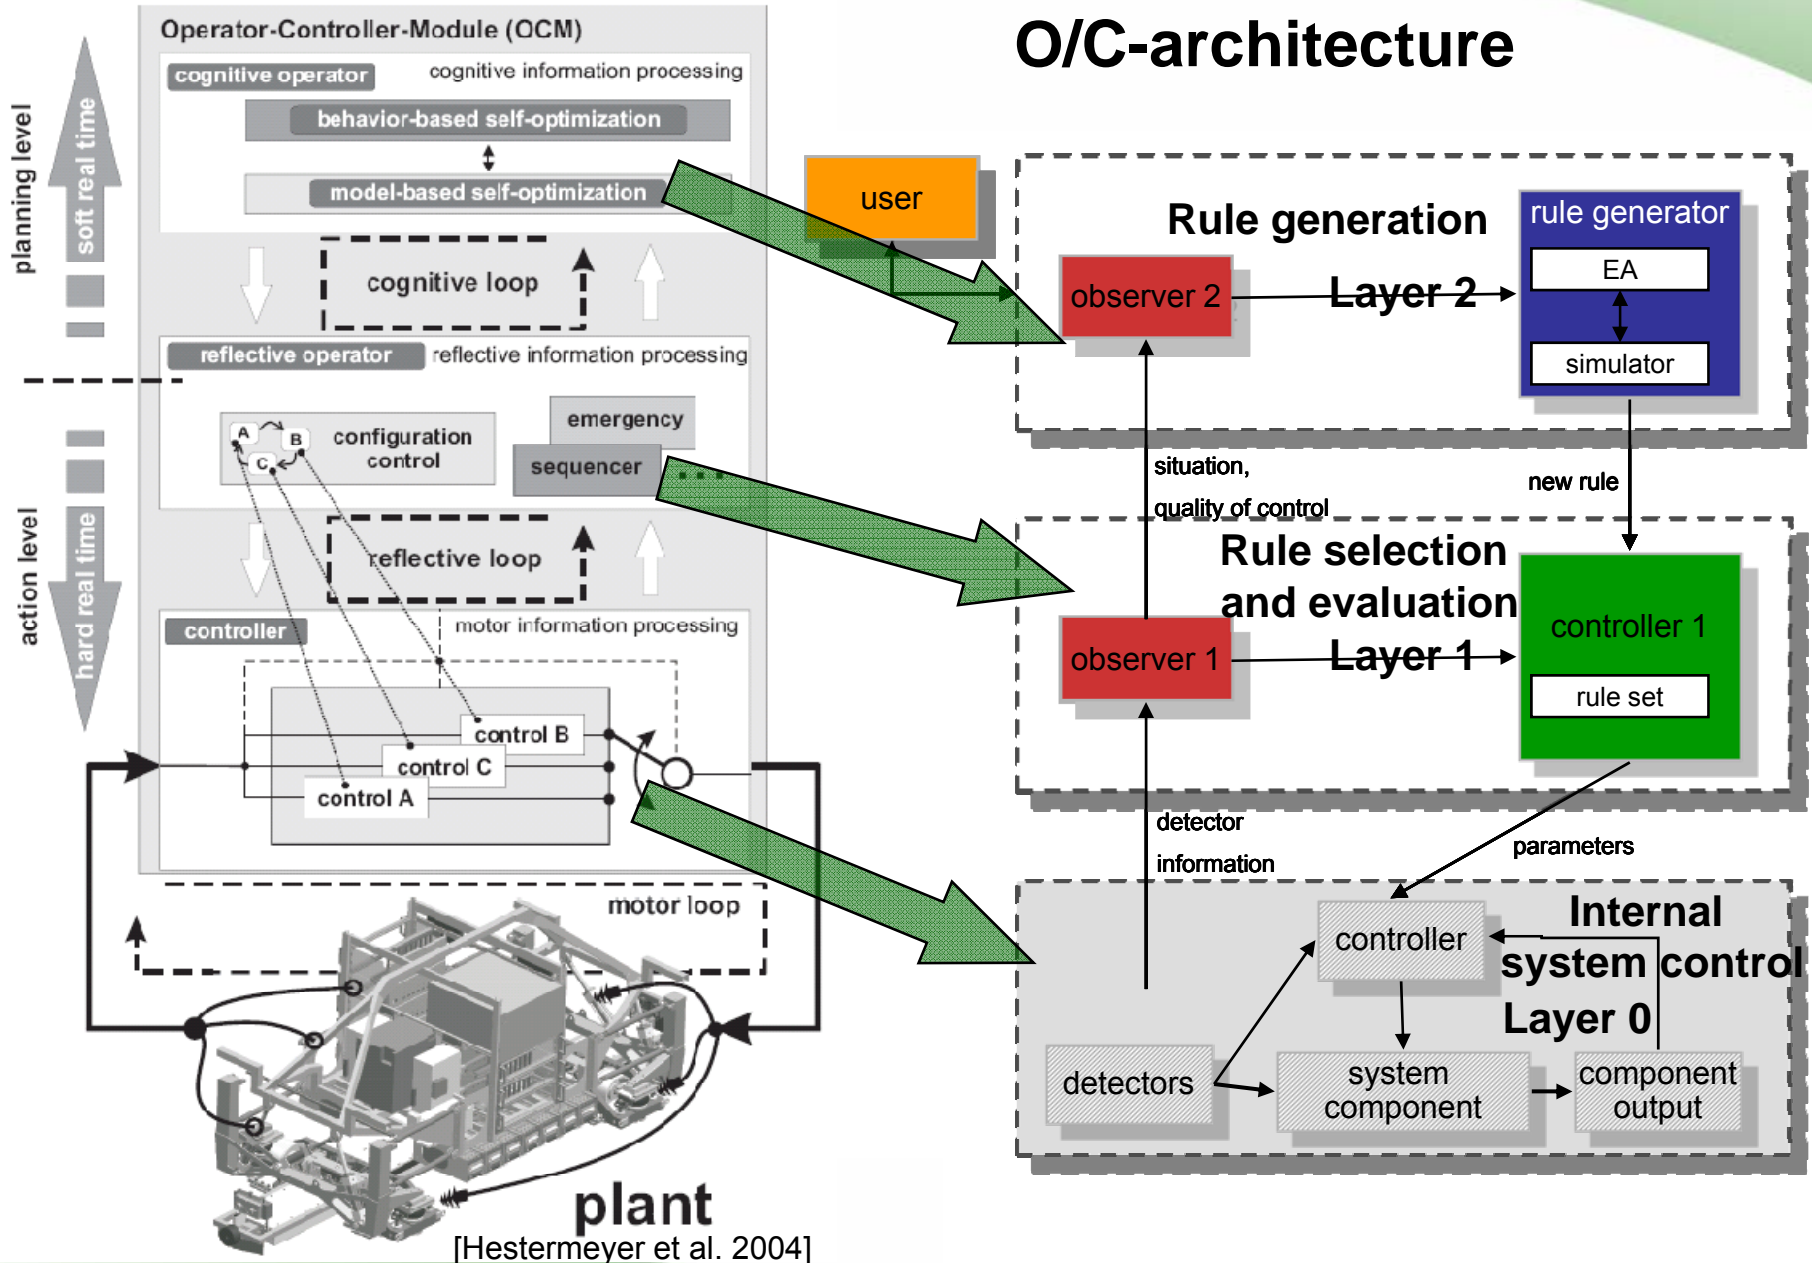 O/C-architecture
Operator-Controller-Module (OCM)
cognitive operator
cognitive information processing
behavior-based self-optimization
model-based self-optimization
planning level
soft real time
cognitive loop
reflective operator
reflective information processing
A
B
C
configuration
control
emergency
sequencer
...
action level
hard real time
reflective loop
controller
motor information processing
control B
control C
control A
motor loop
plant
[Hestermeyer et al. 2004]
user
Rule generation
Layer 2
observer 2
rule generator
EA
simulator
situation,
quality of control
new rule
Rule selection
and evaluation
Layer 1
observer 1
controller 1
rule set
detector
information
parameters
Internal
system control
Layer 0
controller
detectors
system
component
component
output